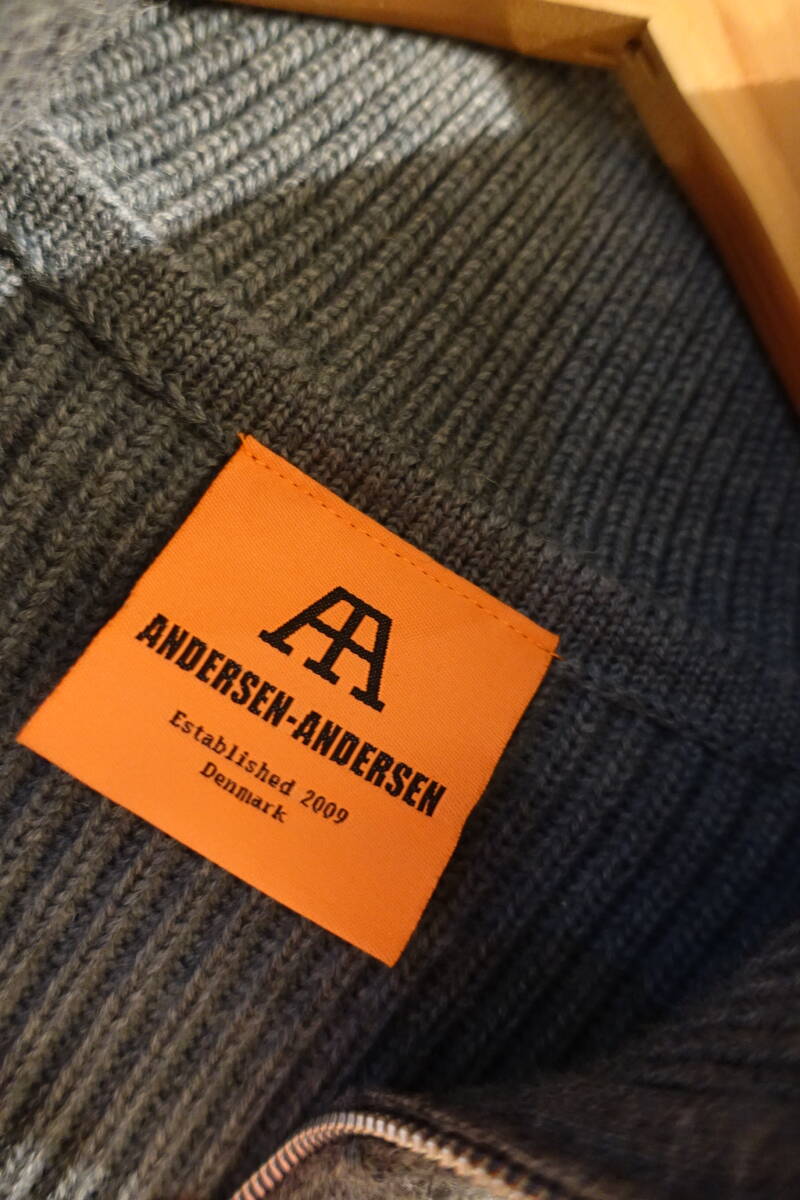 AA
ANDERSEN-ANDERSEN
Established 2009
Denmark